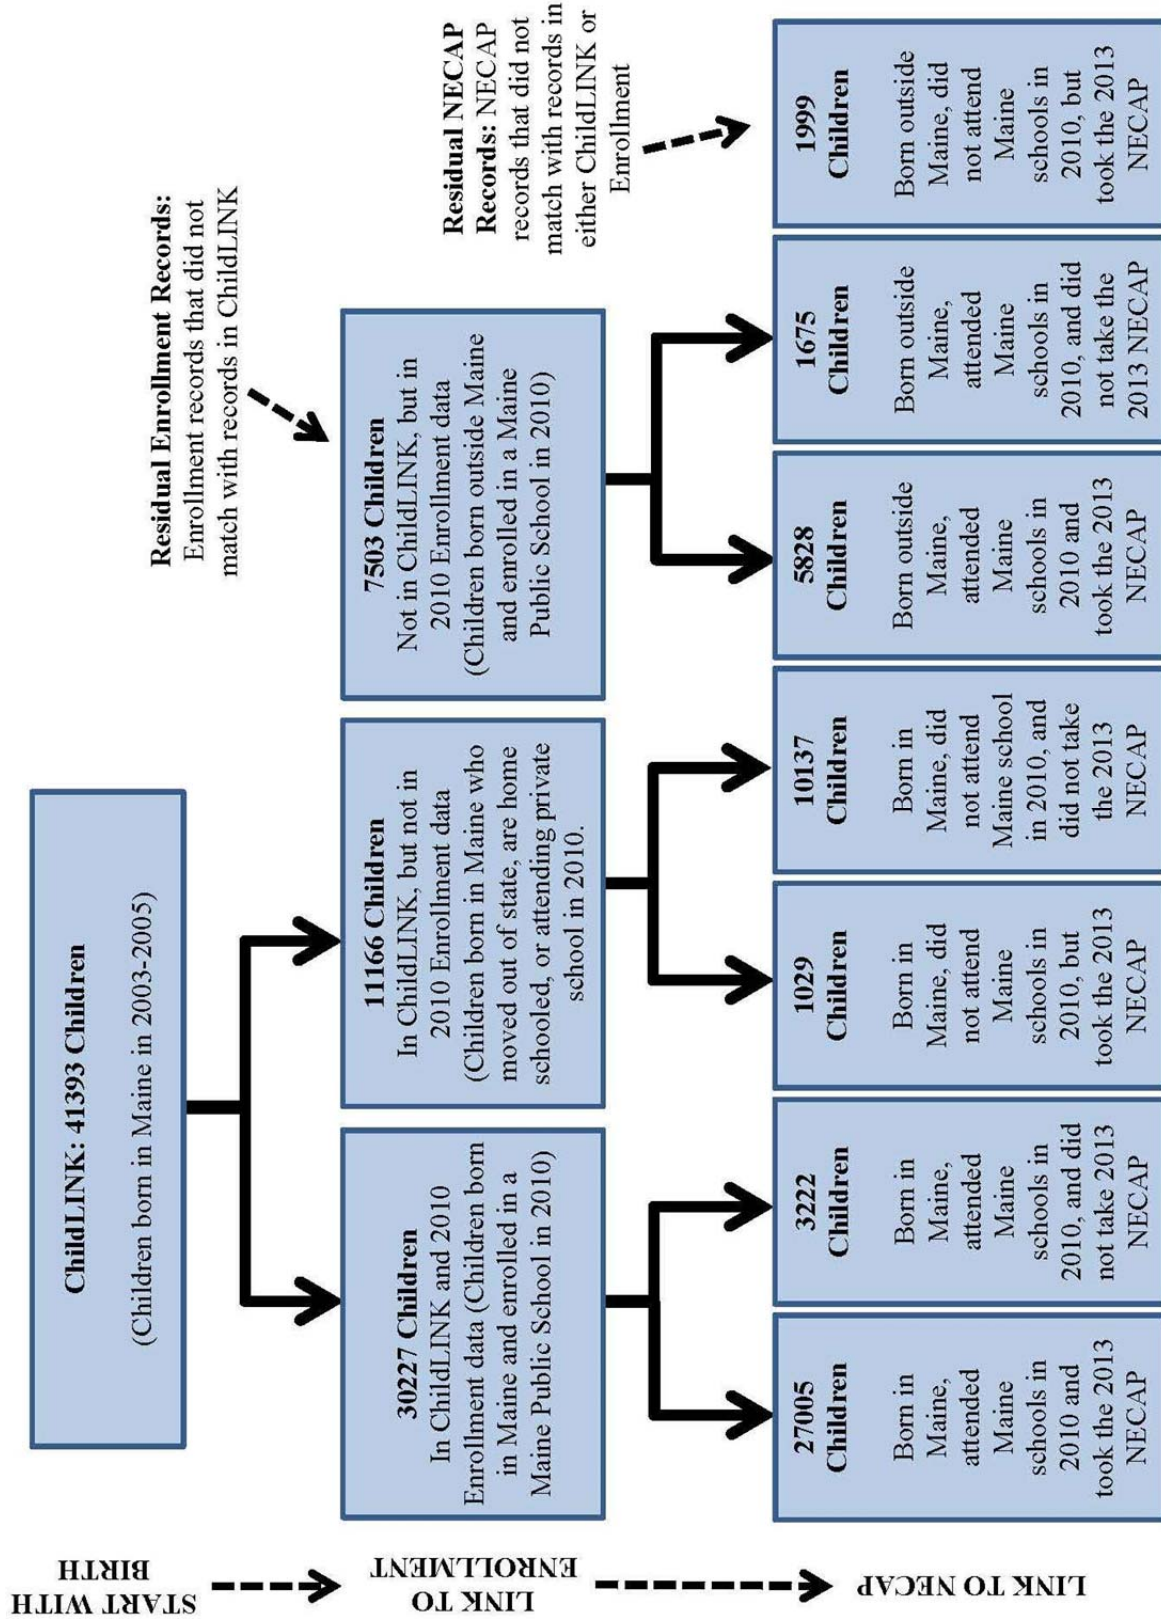 START WITH
BIRTH
LINK TO
ENROLLMENT
LINK TO NECAP
ChildLINK: 41393 Children
(Children born in Maine in 2003-2005)
Residual Enrollment Records:
Enrollment records that did not
match with records in ChildLINK
30227 Children
In ChildLINK and 2010
Enrollment data (Children born
in Maine and enrolled in a
Maine Public School in 2010)
11166 Children
In ChildLINK, but not in
2010 Enrollment data
(Children born in Maine who
moved out of state, are home
schooled, or attending private
school in 2010.
7503 Children
Not in ChildLINK, but in
2010 Enrollment data
(Children born outside Maine
and enrolled in a Maine
Public School in 2010)
Residual NECAP
Records: NECAP
records that did not
match with records in
either ChildLINK or
Enrollment
27005
Children
Born in
Maine,
attended
Maine
schools in
2010 and
took the 2013
NECAP
3222
Children
Born in
Maine,
attended
Maine
schools in
2010, and did
not take 2013
NECAP
1029
Children
Born in
Maine, did
not attend
Maine
schools in
2010, but
took the 2013
NECAP
10137
Children
Born in
Maine, did
not attend
Maine school
in 2010, and
did not take
the 2013
NECAP
5828
Children
Born outside
Maine,
attended
Maine
schools in
2010 and
took the 2013
NECAP
1675
Children
Born outside
Maine,
attended
Maine
schools in
2010, and did
not take the
2013 NECAP
1999
Children
Born outside
Maine, did
not attend
Maine
schools in
2010, but
took the 2013
NECAP